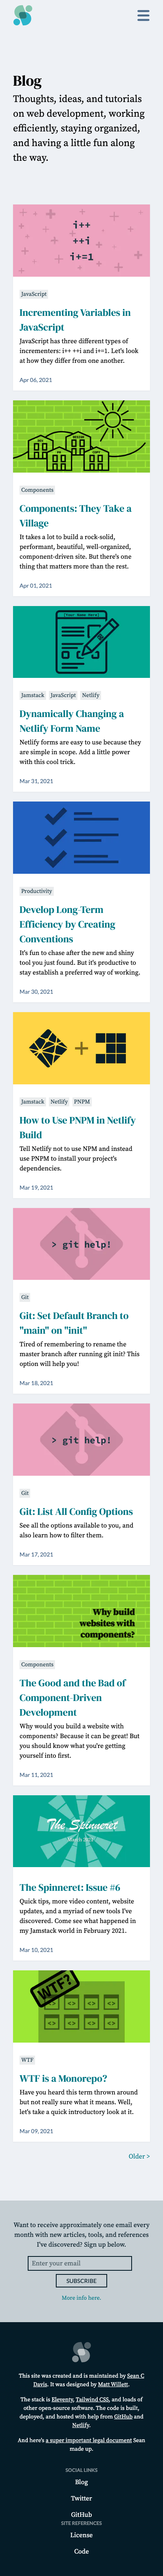 Blog
Thoughts, ideas, and tutorials
on web development, working
efficiently, staying organized,
and having a little fun along
the way.
i++
++i
i+=1
JavaScript
Incrementing Variables in
JavaScript
JavaScript has three different types of
incrementers: i++ ++i and i+=1. Let's look
at how they differ from one another.
Apr 06, 2021
Components
Components: They Take a
Village
It takes a lot to build a rock-solid,
performant, beautiful, well-organized,
component-driven site. But there's one
thing that matters more than the rest.
Apr 01, 2021
[Your Name Here]
Jamstack JavaScript Netlify
Dynamically Changing a
Netlify Form Name
Netlify forms are easy to use because they
are simple in scope. Add a little power
with this cool trick.
Mar 31, 2021
Productivity
Develop Long-Term
Efficiency by Creating
Conventions
It's fun to chase after the new and shiny
tool you just found. But it's productive to
stay establish a preferred way of working.
Mar 30, 2021
Jamstack Netlify PNPM
How to Use PNPM in Netlify
Build
Tell Netlify not to use NPM and instead
use PNPM to install your project's
dependencies.
Mar 19, 2021
> git help!
Git
Git: Set Default Branch to
"main" on "init"
Tired of remembering to rename the
master branch after running git init? This
option will help you!
Mar 18, 2021
> git help!
Git
Git: List All Config Options
See all the options available to you, and
also learn how to filter them.
Mar 17, 2021
Why build
websites with
components?
Components
The Good and the Bad of
Component-Driven
Development
Why would you build a website with
components? Because it can be great! But
you should know what you're getting
yourself into first.
Mar 11, 2021
The Spinneret
The Spinneret: Issue #6
Quick tips, more video content, website
updates, and a myriad of new tools I've
discovered. Come see what happened in
my Jamstack world in February 2021.
Mar 10, 2021
WTF?
WTF
WTF is a Monorepo?
Have you heard this term thrown around
but not really sure what it means. Well,
let's take a quick introductory look at it.
Mar 09, 2021
Older >
Want to receive approximately one email every
month with new articles, tools, and references
I've discovered? Sign up below.
Enter your email
SUBSCRIBE
More info here.
This site was created and is maintained by Sean C
Davis. It was designed by Matt Willett.
The stack is Eleventy, Tailwind CSS, and loads of
other custom features. The code is built,
deployed, and hosted with help from GitHub and
Netlify.
And here's a super important legal document Sean
made up.
SOCIAL LINKS
Blog
Twitter
GitHub
SITE REFERENCES
License
Code